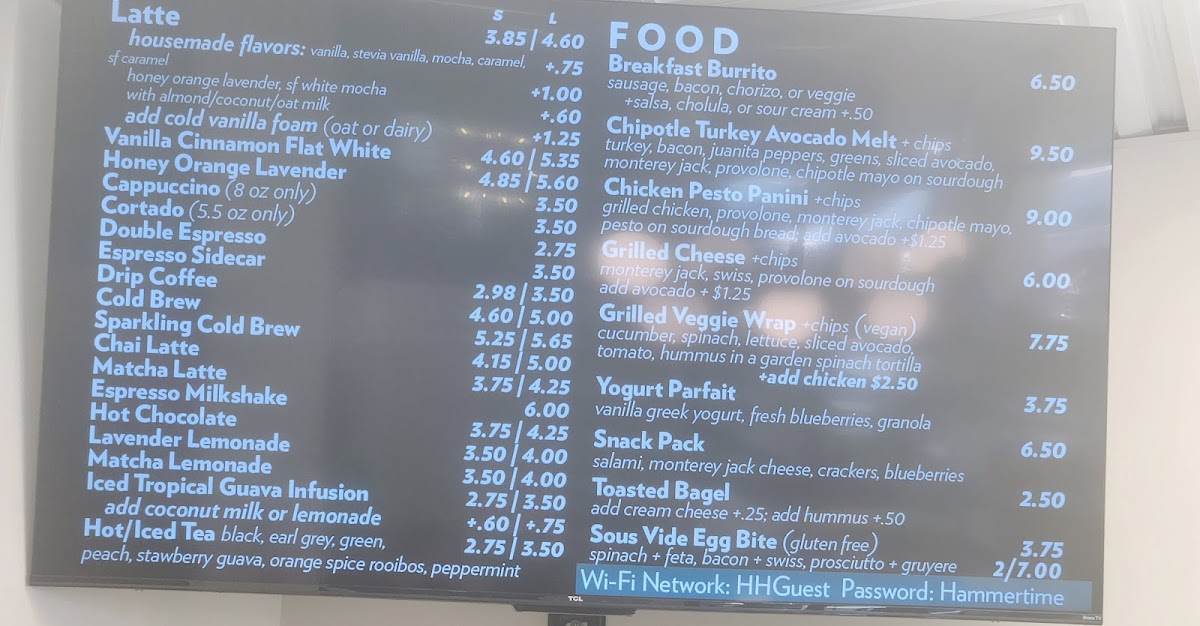 Latte S L 3.85 | 4.60
housemade flavors: vanilla, stevia vanilla, mocha, caramel, +.75
sf caramel
honey orange lavender, sf white mocha +1.00
with almond/coconut/oat milk +.60
add cold vanilla foam (oat or dairy) +1.25
Vanilla Cinnamon Flat White 4.60 | 5.35
Honey Orange Lavender 4.85 | 5.60
Cappuccino (8 oz only) 3.50
Cortado (5.5 oz only) 3.50
Double Espresso 2.75
Espresso Sidecar 3.50
Drip Coffee 2.98 | 3.50
Cold Brew 4.60 | 5.00
Sparkling Cold Brew 5.25 | 5.65
Chai Latte 4.15 | 5.00
Matcha Latte 3.75 | 4.25
Espresso Milkshake 6.00
Hot Chocolate 3.75 | 4.25
Lavender Lemonade 3.50 | 4.00
Matcha Lemonade 3.50 | 4.00
Iced Tropical Guava Infusion 2.75 | 3.50
add coconut milk or lemonade +.60 | +.75
Hot/Iced Tea black, earl grey, green, 2.75 | 3.50
peach, stawberry guava, orange spice rooibos, peppermint
FOOD
Breakfast Burrito 6.50
sausage, bacon, chorizo, or veggie
+salsa, cholula, or sour cream +.50
Chipotle Turkey Avocado Melt + chips 9.50
turkey, bacon, juanita peppers, greens, sliced avocado,
monterey jack, provolone, chipotle mayo on sourdough
Chicken Pesto Panini +chips 9.00
grilled chicken, provolone, monterey jack, chipotle mayo,
pesto on sourdough bread; add avocado +$1.25
Grilled Cheese +chips 6.00
monterey jack, swiss, provolone on sourdough
add avocado + $1.25
Grilled Veggie Wrap +chips (vegan) 7.75
cucumber, spinach, lettuce, sliced avocado,
tomato, hummus in a garden spinach tortilla
+add chicken $2.50
Yogurt Parfait 3.75
vanilla greek yogurt, fresh blueberries, granola
Snack Pack 6.50
salami, monterey jack cheese, crackers, blueberries
Toasted Bagel 2.50
add cream cheese +.25; add hummus +.50
Sous Vide Egg Bite (gluten free) 3.75
spinach + feta, bacon + swiss, prosciutto + gruyere 2/7.00
Wi-Fi Network: HHGuest Password: Hammertime
TCL
Roku TV